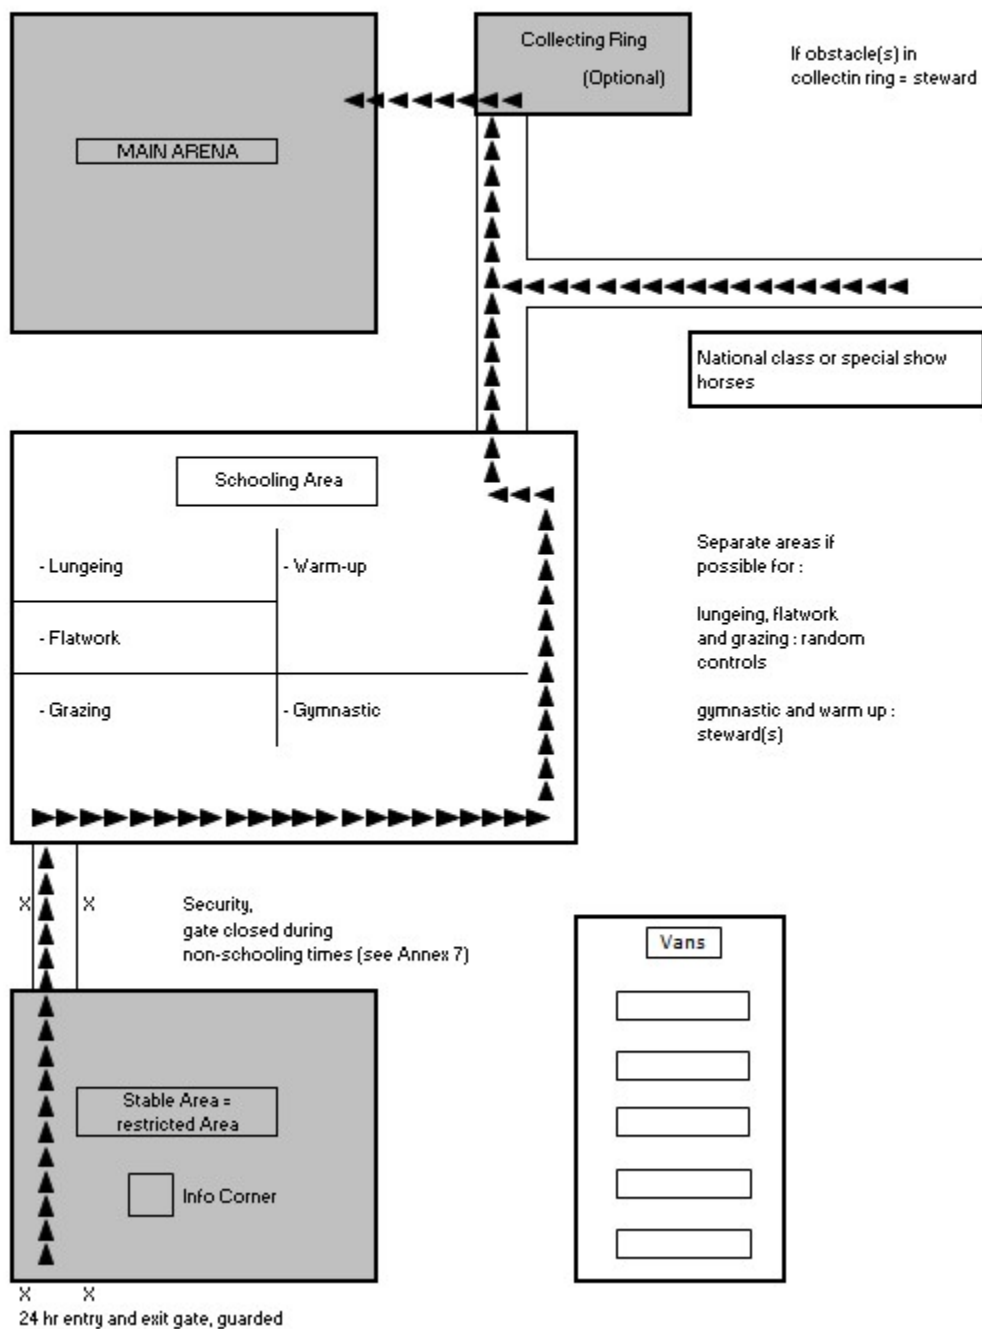 Collecting Ring
(Optional)
If obstacle(s) in
collectin ring = steward
MAIN ARENA
National class or special show
horses
Schooling Area
- Lungeing
- Warm-up
- Flatwork
- Grazing
- Gymnastic
Separate areas if
possible for :
lungeing, flatwork
and grazing : random
controls
gymnastic and warm up :
steward(s)
X X
Security,
gate closed during
non-schooling times (see Annex 7)
Vans
Stable Area =
restricted Area
Info Corner
X X
24 hr entry and exit gate, guarded